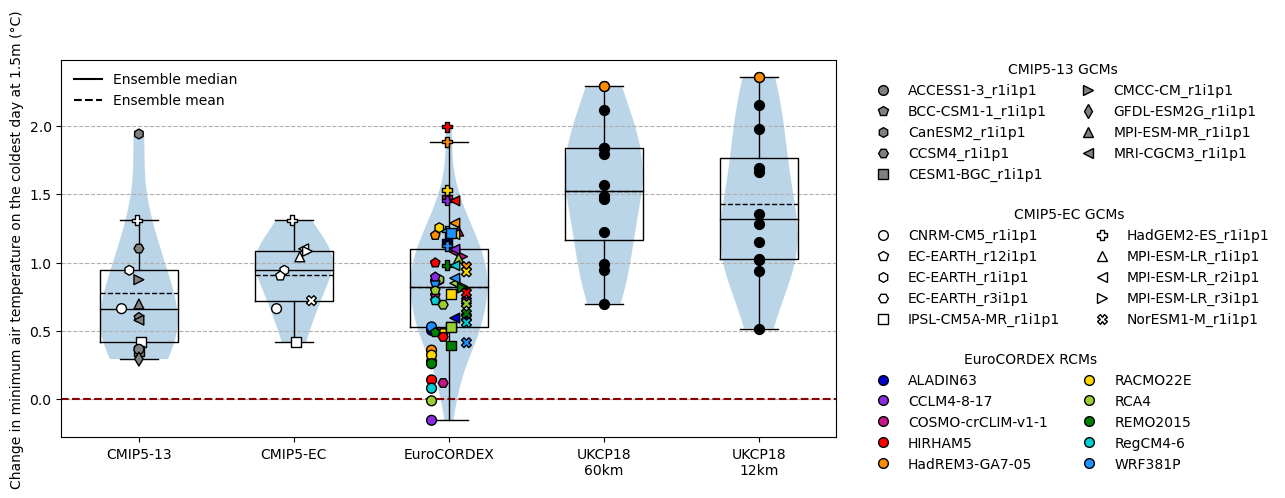 Change in minimum air temperature on the coldest day at 1.5m (°C)
Ensemble median
Ensemble mean
2.0
1.5
1.0
0.5
0.0
CMIP5-13
CMIP5-EC
EuroCORDEX
UKCP18
60km
UKCP18
12km
CMIP5-13 GCMs
ACCESS1-3_r1i1p1
BCC-CSM1-1_r1i1p1
CanESM2_r1i1p1
CCSM4_r1i1p1
CESM1-BGC_r1i1p1
CMCC-CM_r1i1p1
GFDL-ESM2G_r1i1p1
MPI-ESM-MR_r1i1p1
MRI-CGCM3_r1i1p1
CMIP5-EC GCMs
CNRM-CM5_r1i1p1
EC-EARTH_r12i1p1
EC-EARTH_r1i1p1
EC-EARTH_r3i1p1
IPSL-CM5A-MR_r1i1p1
HadGEM2-ES_r1i1p1
MPI-ESM-LR_r1i1p1
MPI-ESM-LR_r2i1p1
MPI-ESM-LR_r3i1p1
NorESM1-M_r1i1p1
EuroCORDEX RCMs
ALADIN63
CCLM4-8-17
COSMO-crCLIM-v1-1
HIRHAM5
HadREM3-GA7-05
RACMO22E
RCA4
REMO2015
RegCM4-6
WRF381P